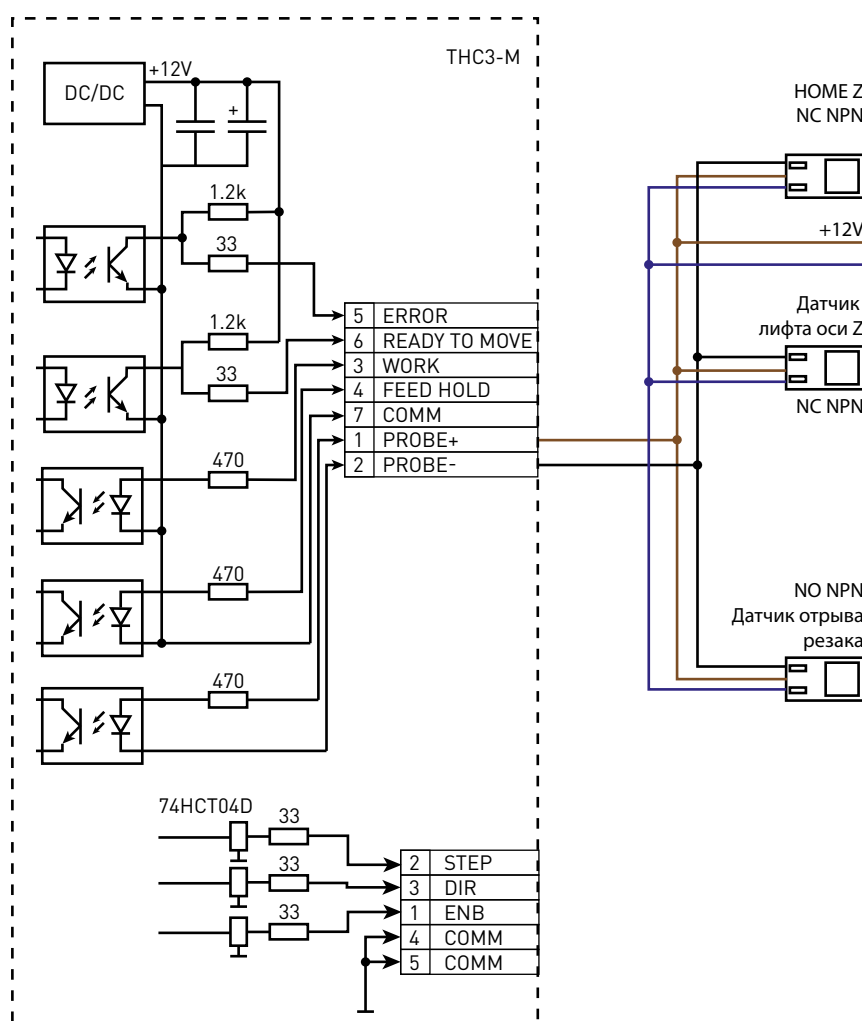 THC3-M
DC/DC
+12V
+
1.2k
33
1.2k
33
470
470
470
5 ERROR
6 READY TO MOVE
3 WORK
4 FEED HOLD
7 COMM
1 PROBE+
2 PROBE-
74HCT04D
33
33
33
2 STEP
3 DIR
1 ENB
4 COMM
5 COMM
HOME Z
NC NPN
+12V
Датчик
лифта оси Z
NC NPN
NO NPN
Датчик отрыва
резака